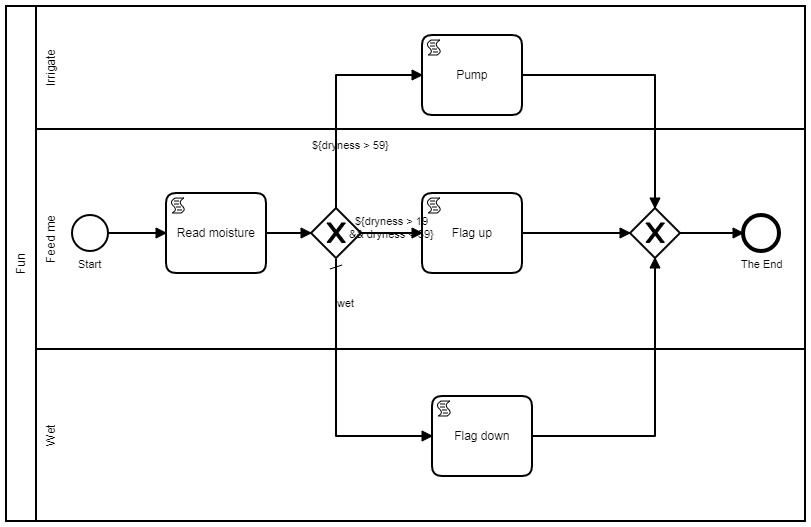 Fun
Irrigate
Pump
${dryness > 59}
Feed me
Start
Read moisture
X
${dryness > 19
&& dryness < 59}
Flag up
X
The End
wet
Wet
Flag down